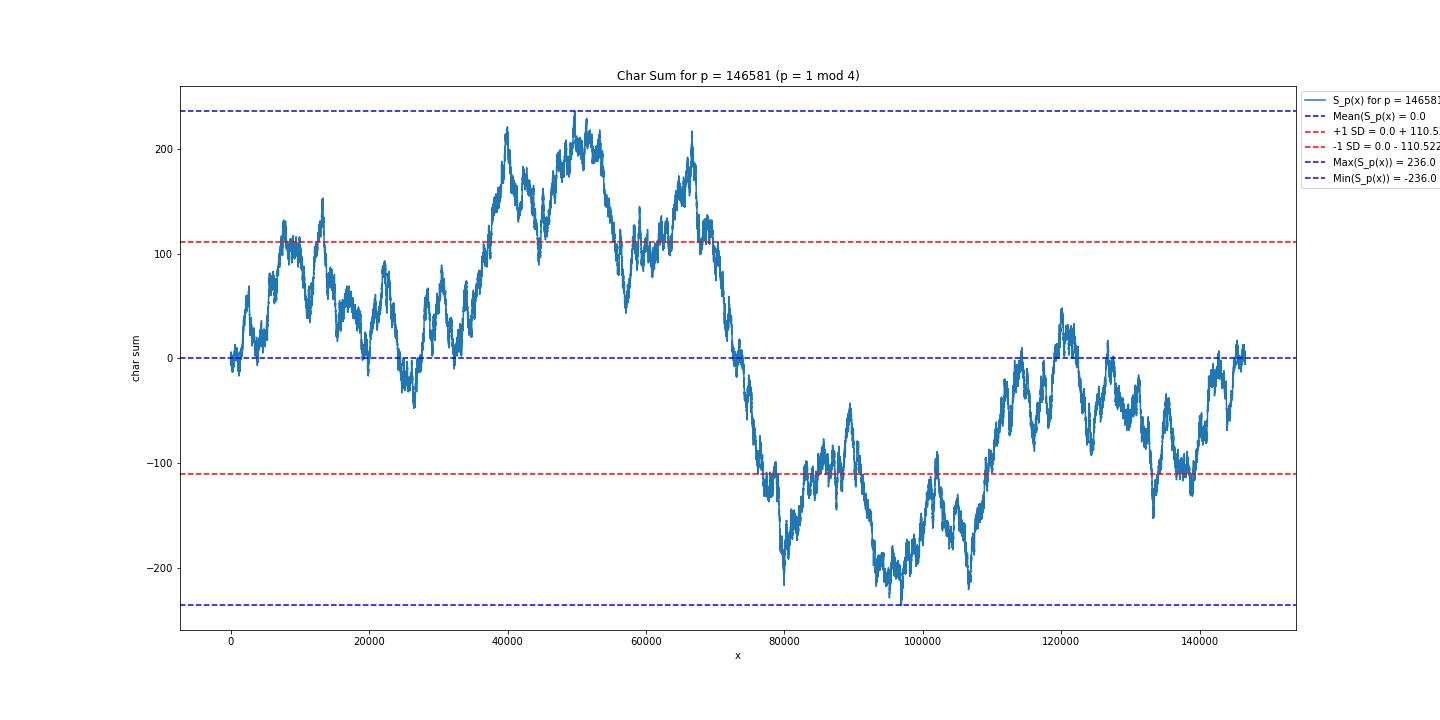 Char Sum for p = 146581 (p = 1 mod 4)
S_p(x) for p = 146581
Mean(S_p(x) = 0.0
+1 SD = 0.0 + 110.5
-1 SD = 0.0 - 110.522
Max(S_p(x)) = 236.0
Min(S_p(x)) = -236.0
char sum
200
100
0
−100
−200
0 20000 40000 60000 80000 100000 120000 140000
x